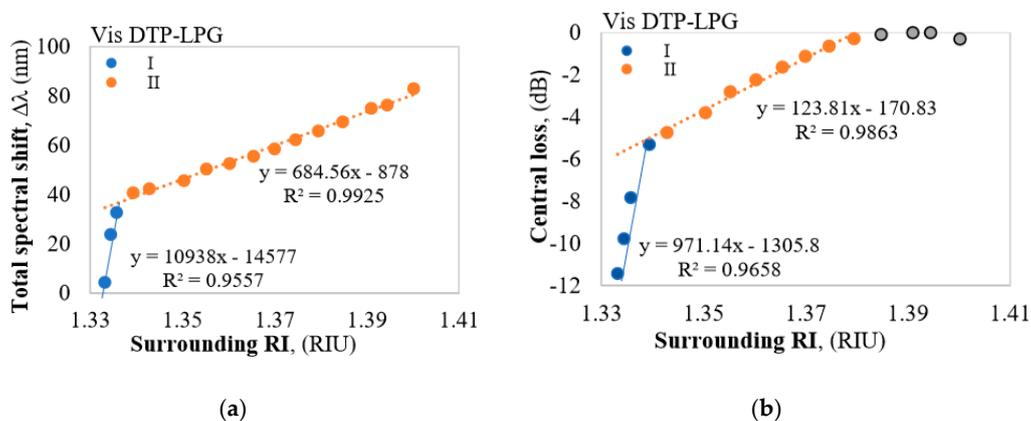 Vis DTP-LPG
Total spectral shift, Δλ (nm)
100
80
60
40
20
0
I
II
y = 684.56x - 878
R² = 0.9925
y = 10938x - 14577
R² = 0.9557
1.33 1.35 1.37 1.39 1.41
Surrounding RI, (RIU)
(a)
Vis DTP-LPG
Central loss, (dB)
0
-2
-4
-6
-8
-10
-12
I
II
y = 123.81x - 170.83
R² = 0.9863
y = 971.14x - 1305.8
R² = 0.9658
1.33 1.35 1.37 1.39 1.41
Surrounding RI, (RIU)
(b)